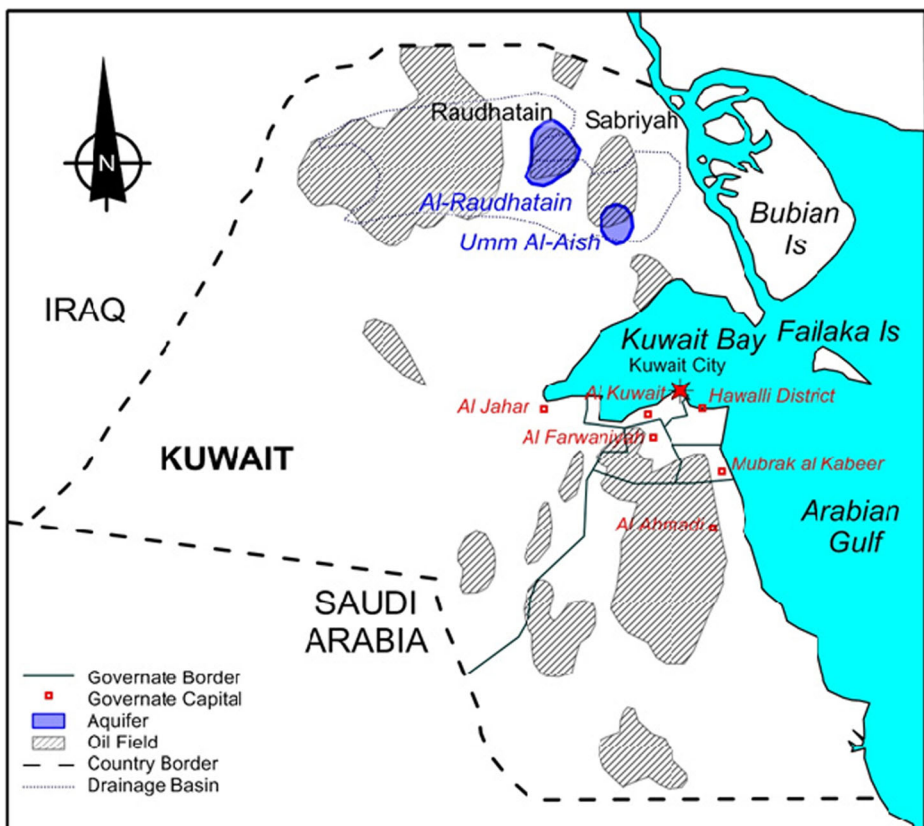 Raudhatain
Sabriyah
N
Al-Raudhatain
Umm Al-Aish
Bubian
Is
IRAQ
Kuwait Bay
Failaka Is
Kuwait City
Al Kuwait
Hawalli District
Al Jahar
Al Farwaniyah
KUWAIT
Mubrak al Kabeer
Arabian
Gulf
Al Ahmadi
SAUDI
ARABIA
Governate Border
Governate Capital
Aquifer
Oil Field
Country Border
Drainage Basin